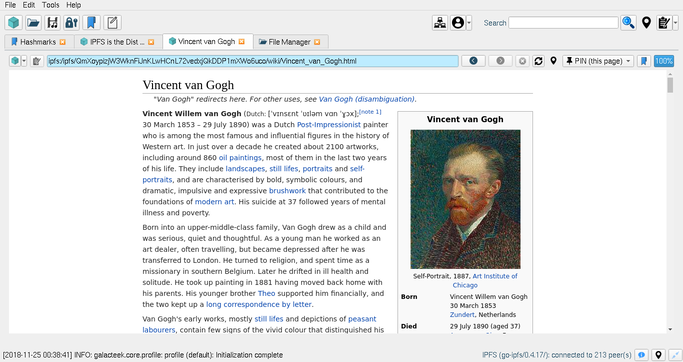 File Edit Tools Help
Search
Hashmarks
IPFS is the Dist ...
Vincent van Gogh
File Manager
PIN (this page)
100%
Vincent van Gogh
"Van Gogh" redirects here. For other uses, see Van Gogh (disambiguation).
Vincent Willem van Gogh (Dutch: [ˈvɪnsɛnt ˈʋɪləm vɑn ˈɣɔx];[note 1]
30 March 1853 – 29 July 1890) was a Dutch Post-Impressionist painter
who is among the most famous and influential figures in the history of
Western art. In just over a decade he created about 2100 artworks,
including around 860 oil paintings, most of them in the last two years
of his life. They include landscapes, still lifes, portraits and self-
portraits, and are characterised by bold, symbolic colours, and
dramatic, impulsive and expressive brushwork that contributed to the
foundations of modern art. His suicide at 37 followed years of mental
illness and poverty.
Born into an upper-middle-class family, Van Gogh drew as a child and
was serious, quiet and thoughtful. As a young man he worked as an
art dealer, often travelling, but became depressed after he was
transferred to London. He turned to religion, and spent time as a
missionary in southern Belgium. Later he drifted in ill health and
solitude. He took up painting in 1881 having moved back home with
his parents. His younger brother Theo supported him financially, and
the two kept up a long correspondence by letter.
Van Gogh's early works, mostly still lifes and depictions of peasant
labourers, contain few signs of the vivid colour that distinguished his
Vincent van Gogh
Self-Portrait, 1887, Art Institute of
Chicago
Born Vincent Willem van Gogh
30 March 1853
Zundert, Netherlands
Died 29 July 1890 (aged 37)
[2018-11-25 00:38:41] INFO: galacteek.core.profile: profile (default): Initialization complete
IPFS (go-ipfs/0.4.17/): connected to 213 peer(s)